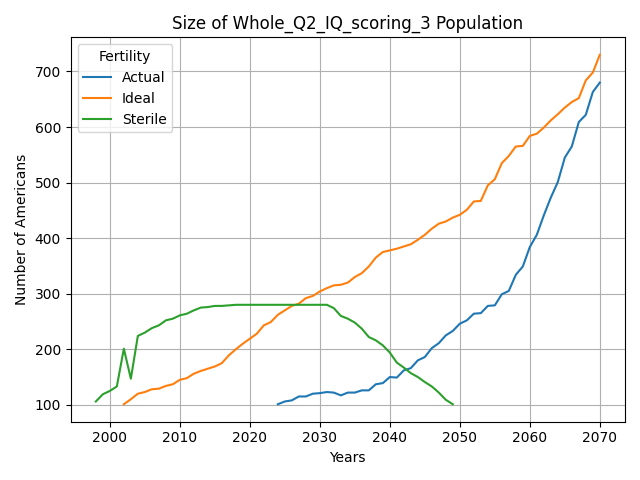 Size of Whole_Q2_IQ_scoring_3 Population
Fertility
Actual
Ideal
Sterile
Number of Americans
700
600
500
400
300
200
100
2000 2010 2020 2030 2040 2050 2060 2070
Years